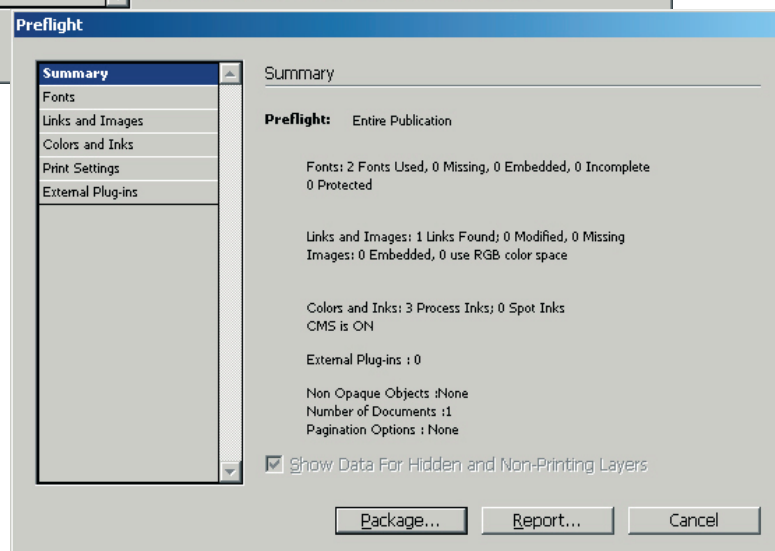 Preflight
Summary
Fonts
Links and Images
Colors and Inks
Print Settings
External Plug-ins
Summary
Preflight: Entire Publication
Fonts: 2 Fonts Used, 0 Missing, 0 Embedded, 0 Incomplete
0 Protected
Links and Images: 1 Links Found; 0 Modified, 0 Missing
Images: 0 Embedded, 0 use RGB color space
Colors and Inks: 3 Process Inks; 0 Spot Inks
CMS is ON
External Plug-ins : 0
Non Opaque Objects :None
Number of Documents :1
Pagination Options : None
Show Data For Hidden and Non-Printing Layers
Package... Report... Cancel